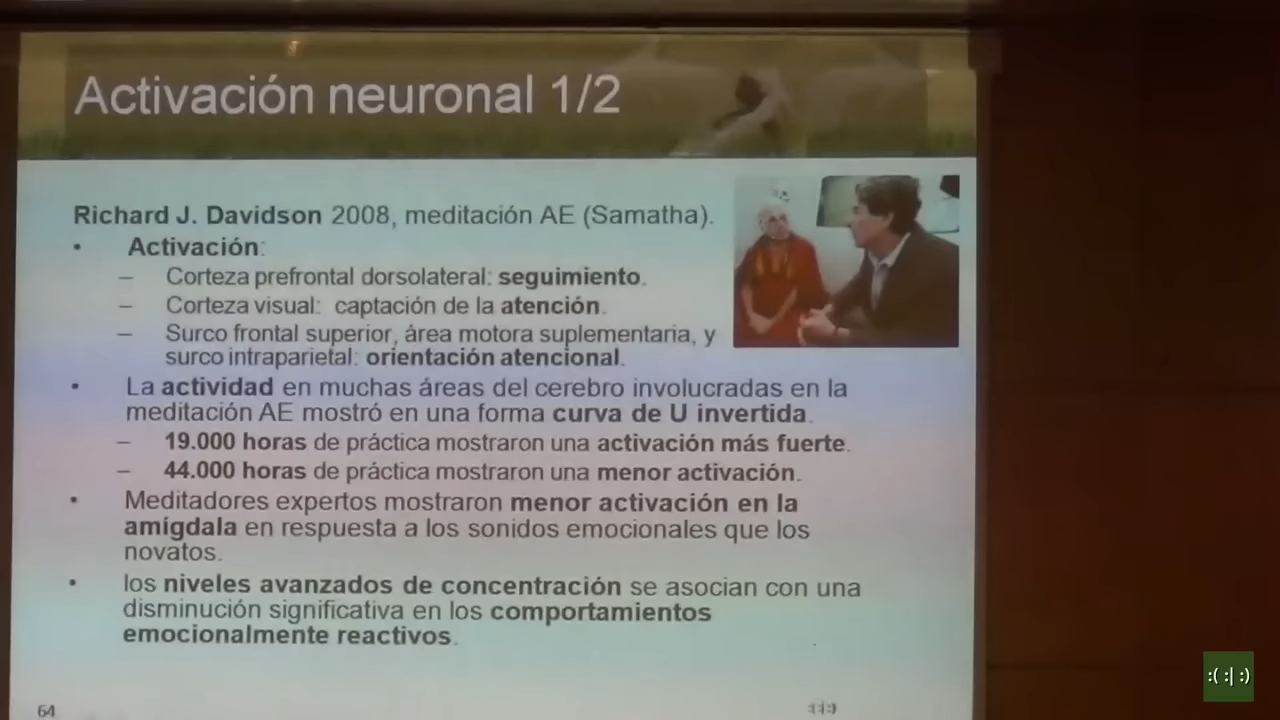 Activación neuronal 1/2
Richard J. Davidson 2008, meditación AE (Samatha).
• Activación:
– Corteza prefrontal dorsolateral: seguimiento.
– Corteza visual: captación de la atención.
– Surco frontal superior, área motora suplementaria, y
surco intraparietal: orientación atencional.
• La actividad en muchas áreas del cerebro involucradas en la
meditación AE mostró en una forma curva de U invertida.
– 19.000 horas de práctica mostraron una activación más fuerte.
– 44.000 horas de práctica mostraron una menor activación.
• Meditadores expertos mostraron menor activación en la
amígdala en respuesta a los sonidos emocionales que los
novatos.
• los niveles avanzados de concentración se asocian con una
disminución significativa en los comportamientos
emocionalmente reactivos.
64
:( :| :)
:( :| :)